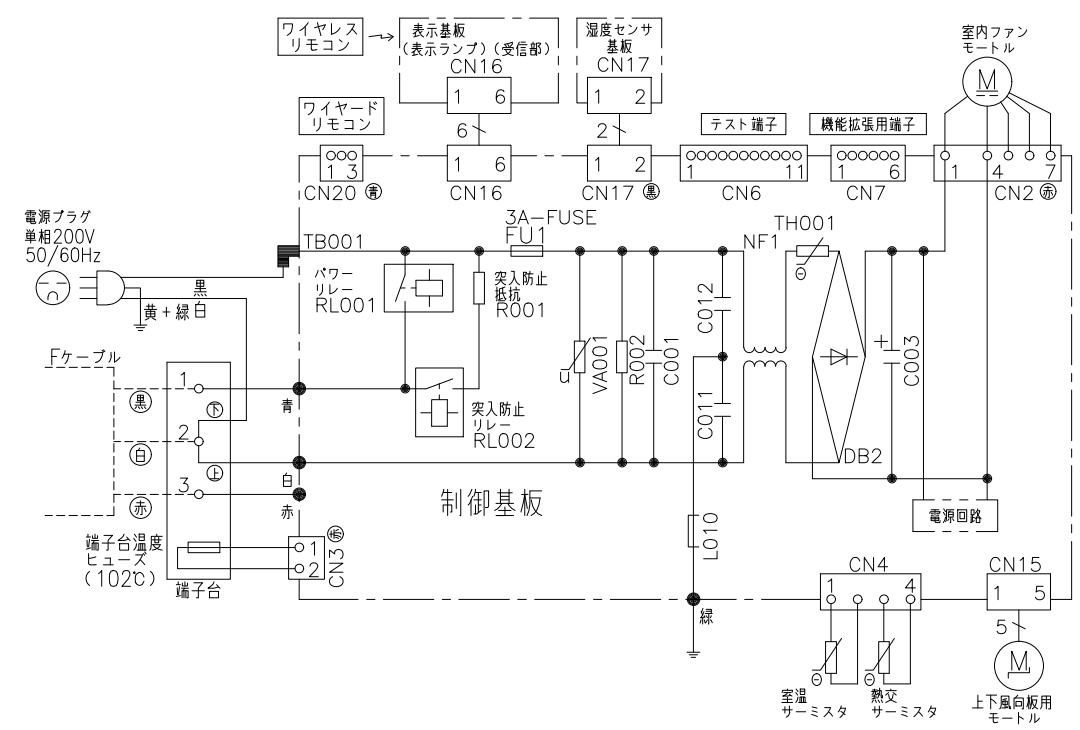 ワイヤレス
リモコン
表示基板
(表示ランプ)(受信部)
CN16
1 6
6
1 6
CN16
湿度センサ
基板
CN17
1 2
2
1 2
CN17 黒
ワイヤード
リモコン
1 3
CN20 青
テスト端子
1 11
CN6
機能拡張用端子
1 6
CN7
室内ファン
モートル
M
1 4 7
CN2 赤
電源プラグ
単相200V
50/60Hz
黒
白
黄+緑
TB001
パワー
リレー
RL001
突入防止
抵抗
R001
3A-FUSE
FU1
突入防止
リレー
RL002
u
VA001
R002
C001
C012
C011
NF1
TH001
Θ
DB2
+
C003
電源回路
L010
緑
制御基板
Fケーブル
黒
白
赤
1
2
3
下
上
青
白
赤
端子台温度
ヒューズ
(102℃)
端子台
1
2
CN3 赤
CN4
1 4
Θ Θ
室温
サーミスタ
熱交
サーミスタ
CN15
1 5
5
M
上下風向板用
モートル